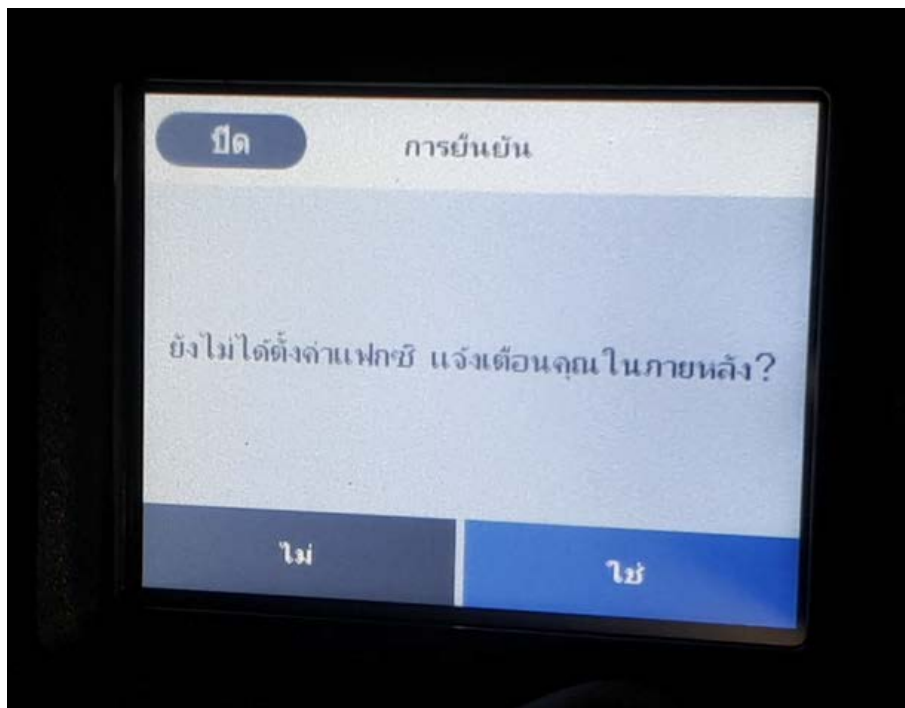 ปิด
การยืนยัน
ยังไม่ได้ตั้งค่าแฟกซ์ แจ้งเตือนคุณในภายหลัง?
ไม่
ใช่